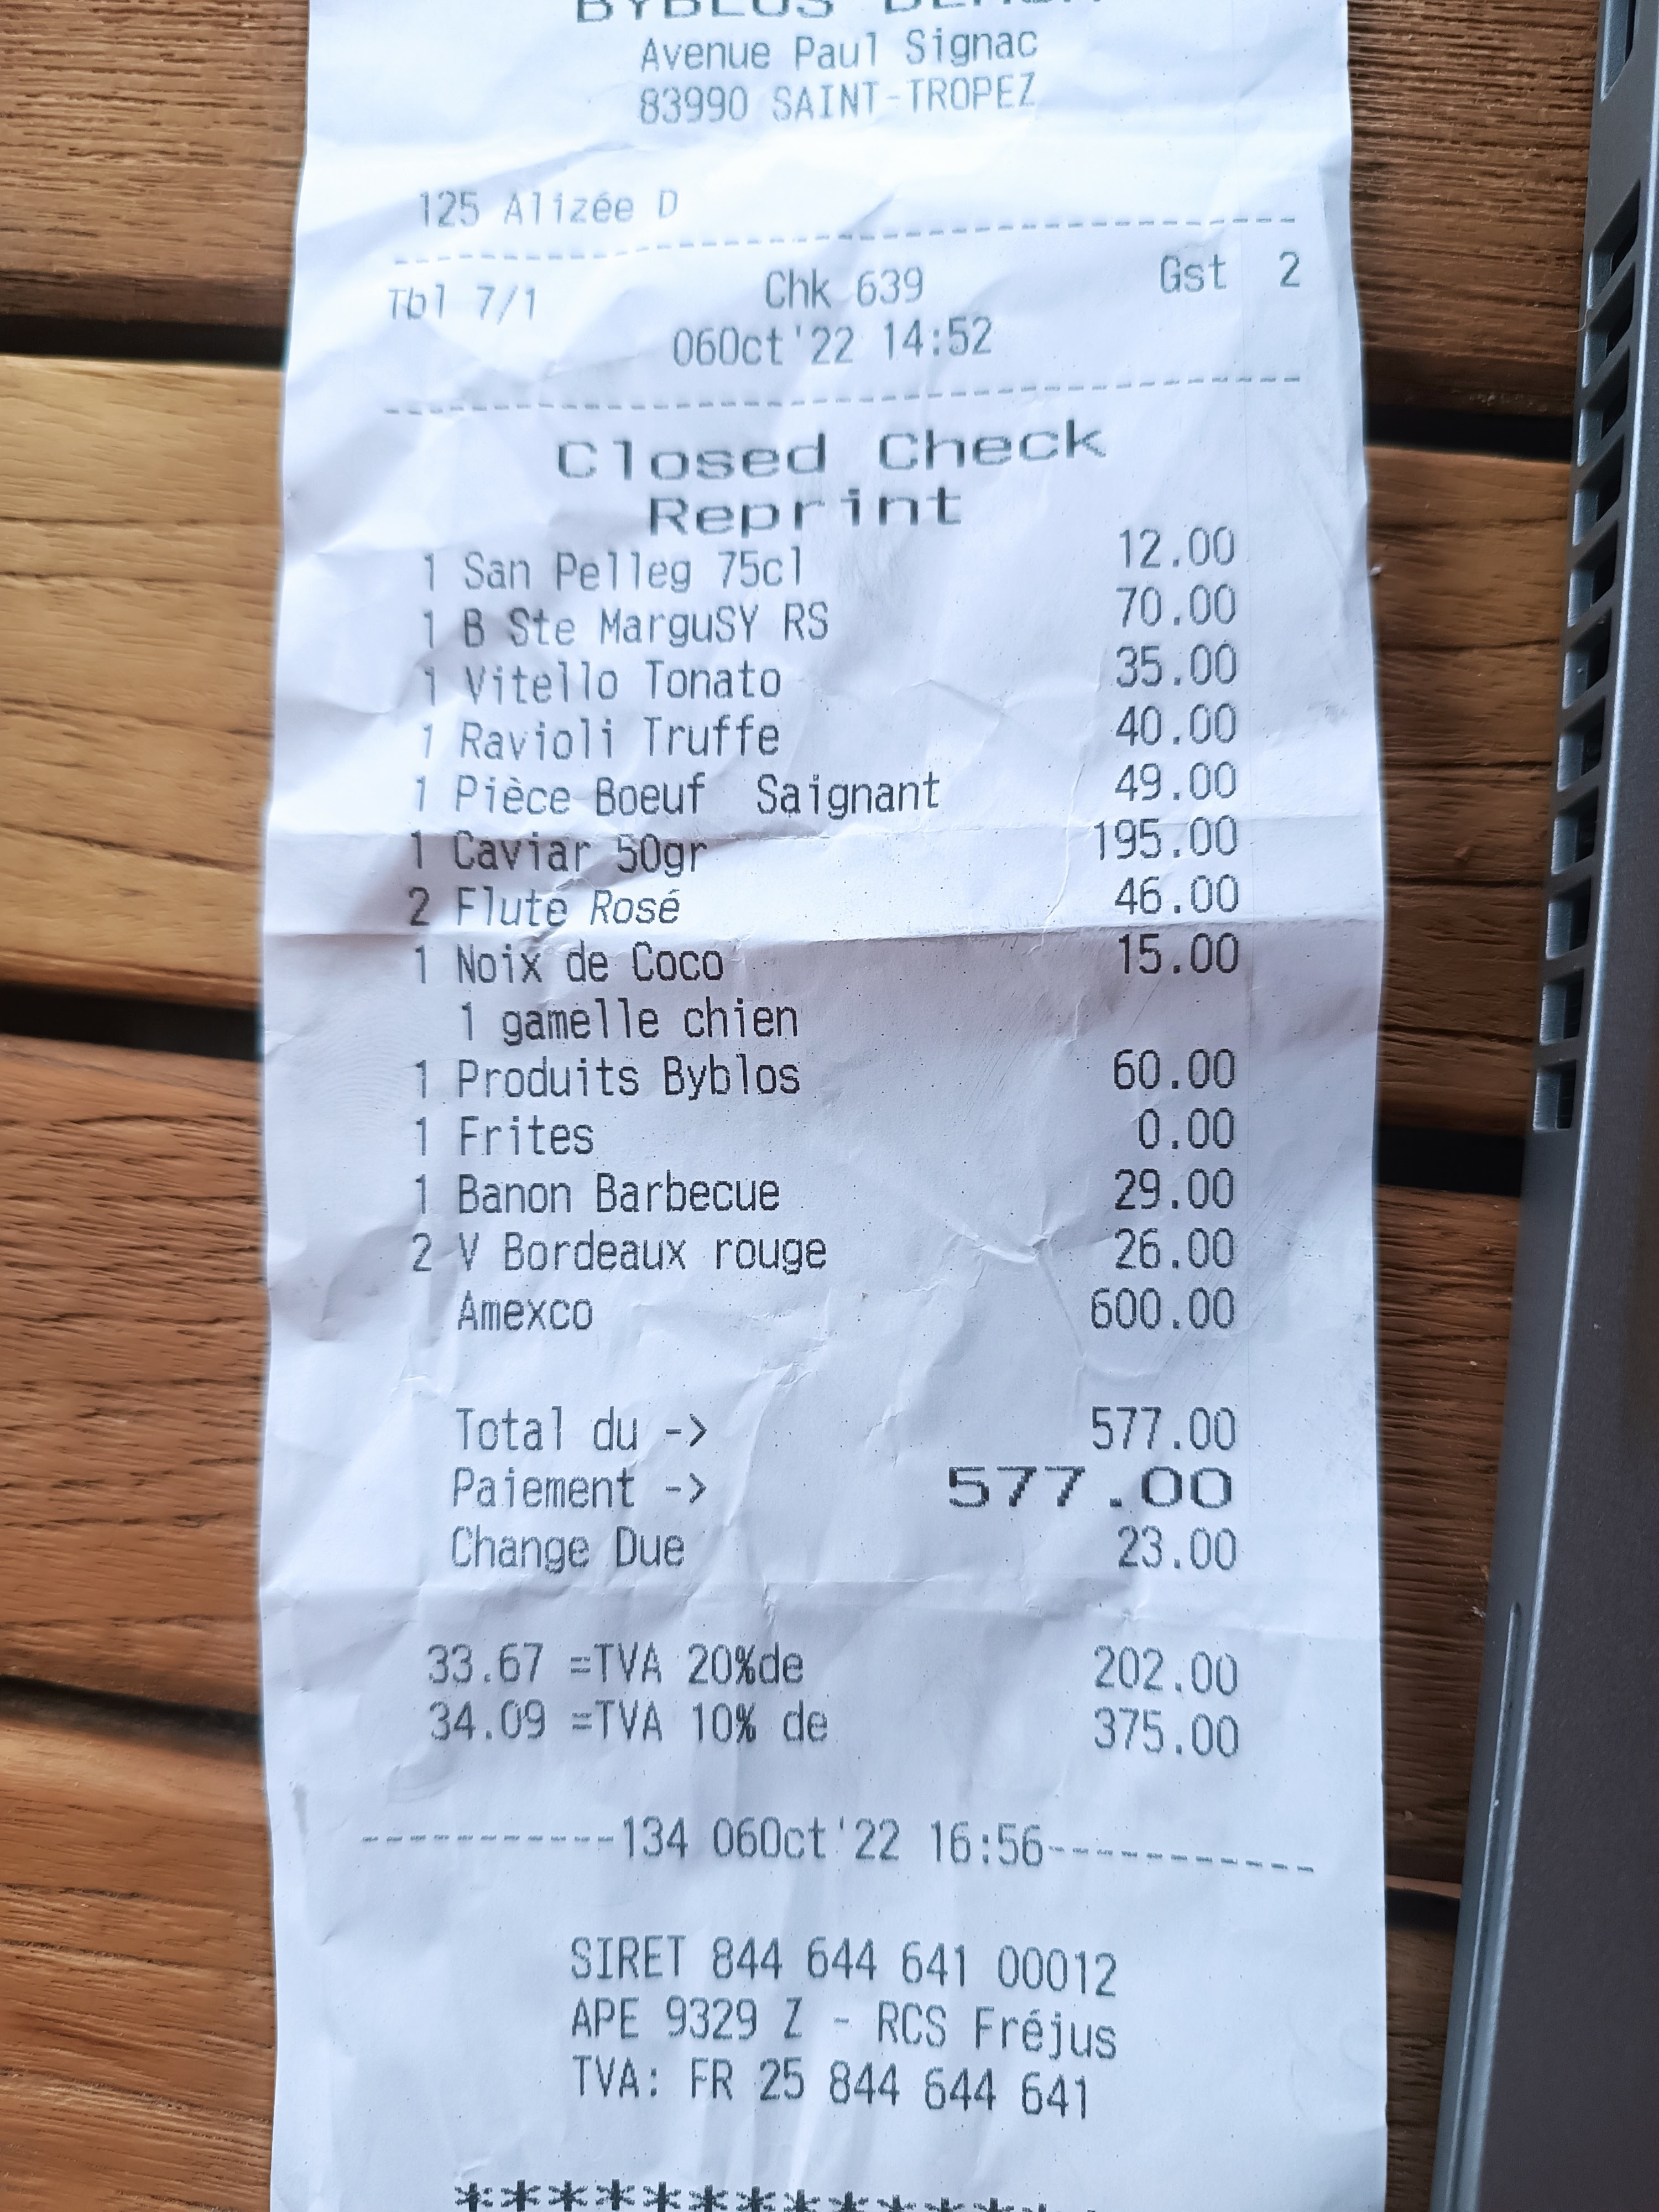 BYBLOS
Avenue Paul Signac
83990 SAINT-TROPEZ
125 Alizée D
Tbl 7/1 Chk 639 Gst 2
06Oct'22 14:52
Closed Check
Reprint
1 San Pelleg 75cl 12.00
1 B Ste MarguSY RS 70.00
1 Vitello Tonato 35.00
1 Ravioli Truffe 40.00
1 Pièce Boeuf Saignant 49.00
1 Caviar 50gr 195.00
2 Flute Rosé 46.00
1 Noix de Coco 15.00
1 gamelle chien
1 Produits Byblos 60.00
1 Frites 0.00
1 Banon Barbecue 29.00
2 V Bordeaux rouge 26.00
Amexco 600.00
Total du -> 577.00
Paiement -> 577.00
Change Due 23.00
33.67 =TVA 20%de 202.00
34.09 =TVA 10% de 375.00
-----------134 06Oct'22 16:56-----------
SIRET 844 644 641 00012
APE 9329 Z - RCS Fréjus
TVA: FR 25 844 644 641